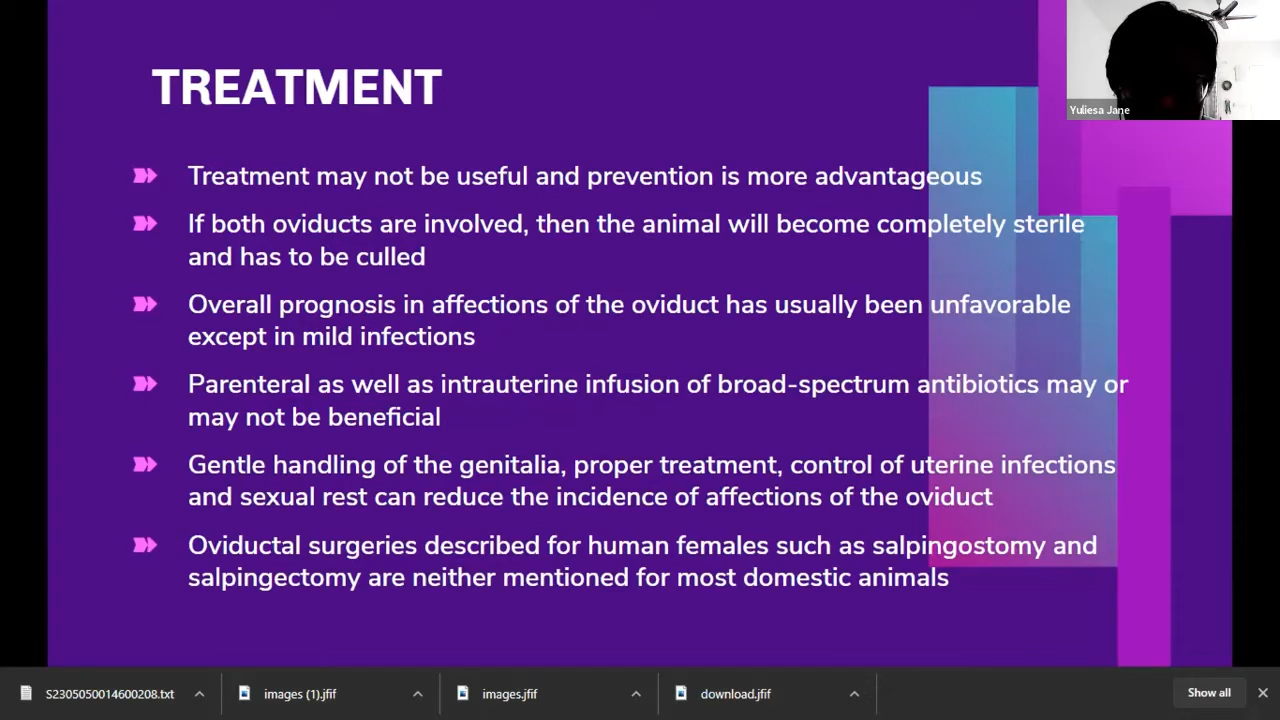 TREATMENT
Yuliesa Jane
Treatment may not be useful and prevention is more advantageous
If both oviducts are involved, then the animal will become completely sterile
and has to be culled
Overall prognosis in affections of the oviduct has usually been unfavorable
except in mild infections
Parenteral as well as intrauterine infusion of broad-spectrum antibiotics may or
may not be beneficial
Gentle handling of the genitalia, proper treatment, control of uterine infections
and sexual rest can reduce the incidence of affections of the oviduct
Oviductal surgeries described for human females such as salpingostomy and
salpingectomy are neither mentioned for most domestic animals
S2305050014600208.txt
images (1).jfif
images.jfif
download.jfif
Show all